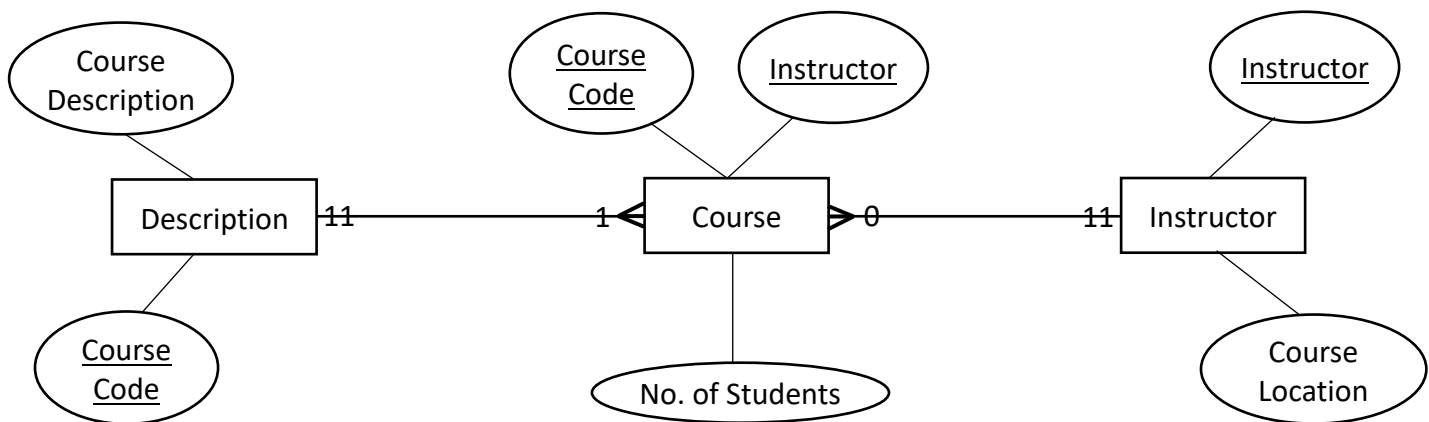 Course
Description
Course
Code
Instructor
Instructor
Description
11
1
Course
0
11
Instructor
Course
Code
No. of Students
Course
Location